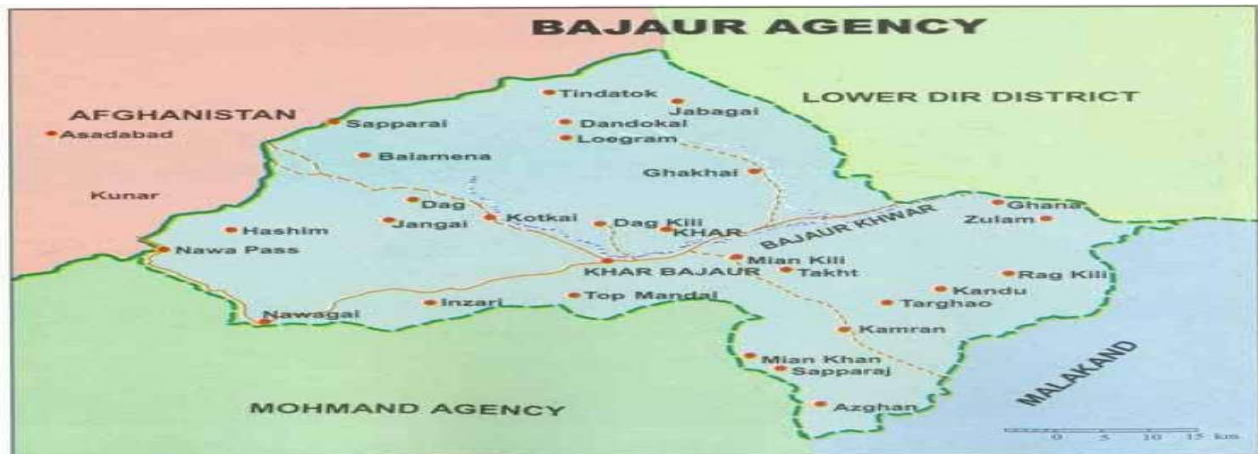 BAJAUR AGENCY
Tindatok
Jabagai
LOWER DIR DISTRICT
AFGHANISTAN
Asadabad
Sapparai
Dandokai
Loegram
Balamena
Ghakhai
Kunar
Dag
Kotkai
Jangai
Dag Kili
KHAR
BAJAUR KHWAR
Ghana
Zulam
Hashim
Nawa Pass
KHAR BAJAUR
Mian Kili
Takht
Rag Kili
Kandu
Targhao
Inzari
Top Mandal
Nawagai
Kamran
Mian Khan
Sapparaj
MALAKAND
MOHMAND AGENCY
Azghan
0 5 10 15 km